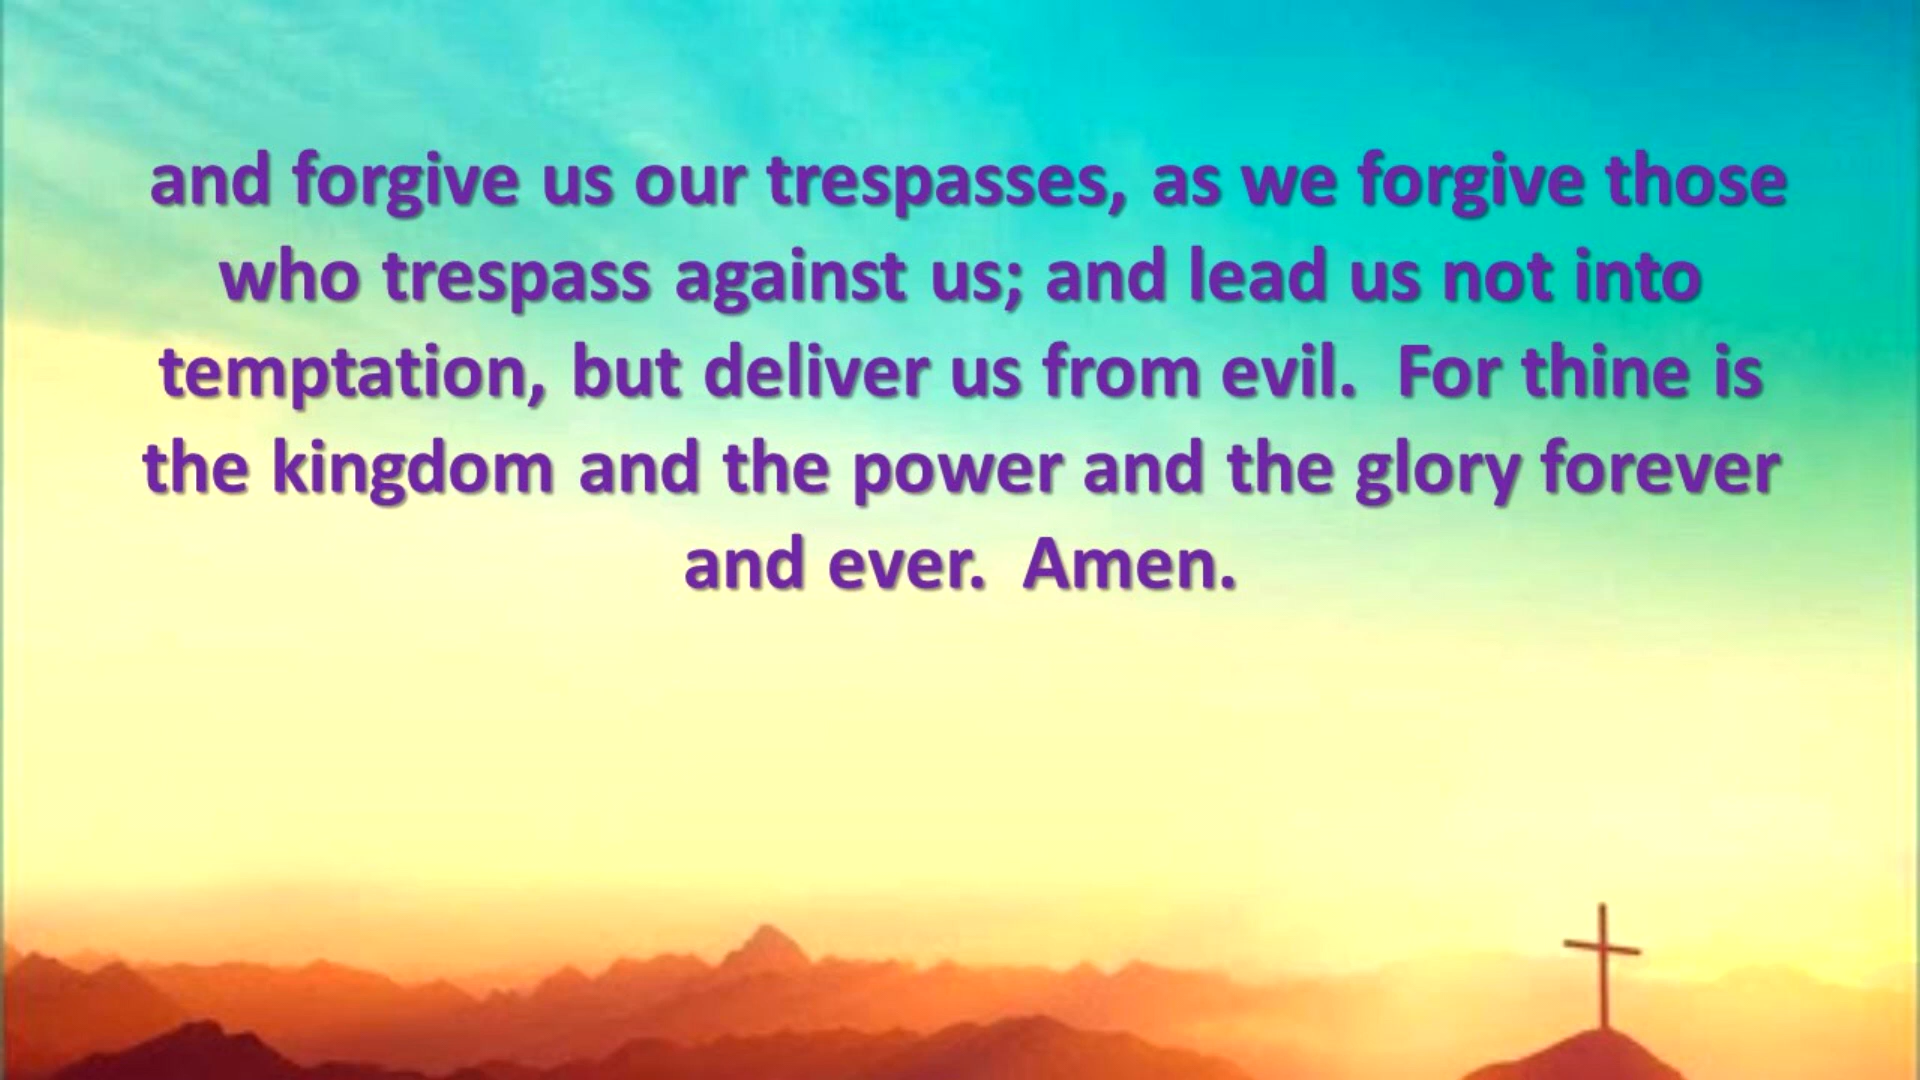 and forgive us our trespasses, as we forgive those
who trespass against us; and lead us not into
temptation, but deliver us from evil.  For thine is
the kingdom and the power and the glory forever
and ever.  Amen.